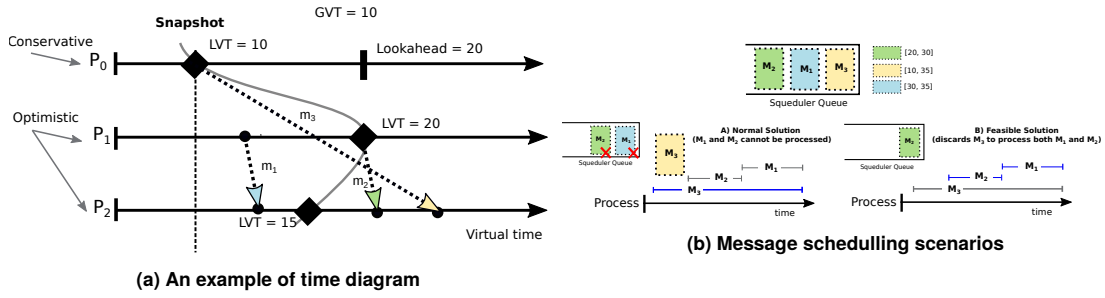 Snapshot
GVT = 10
Conservative
LVT = 10
Lookahead = 20
P0
Optimistic
m3
P1
LVT = 20
m1
m2
P2
LVT = 15
Virtual time
(a) An example of time diagram
M2
M1
M3
[20, 30]
[10, 35]
[30, 35]
Squeduler Queue
M2
M1
Squeduler Queue
M3
A) Normal Solution
(M1 and M2 cannot be processed)
M1
M2
M3
Process
time
M2
Squeduler Queue
B) Feasible Solution
(discards M3 to process both M1 and M2)
M1
M2
M3
Process
time
(b) Message schedulling scenarios